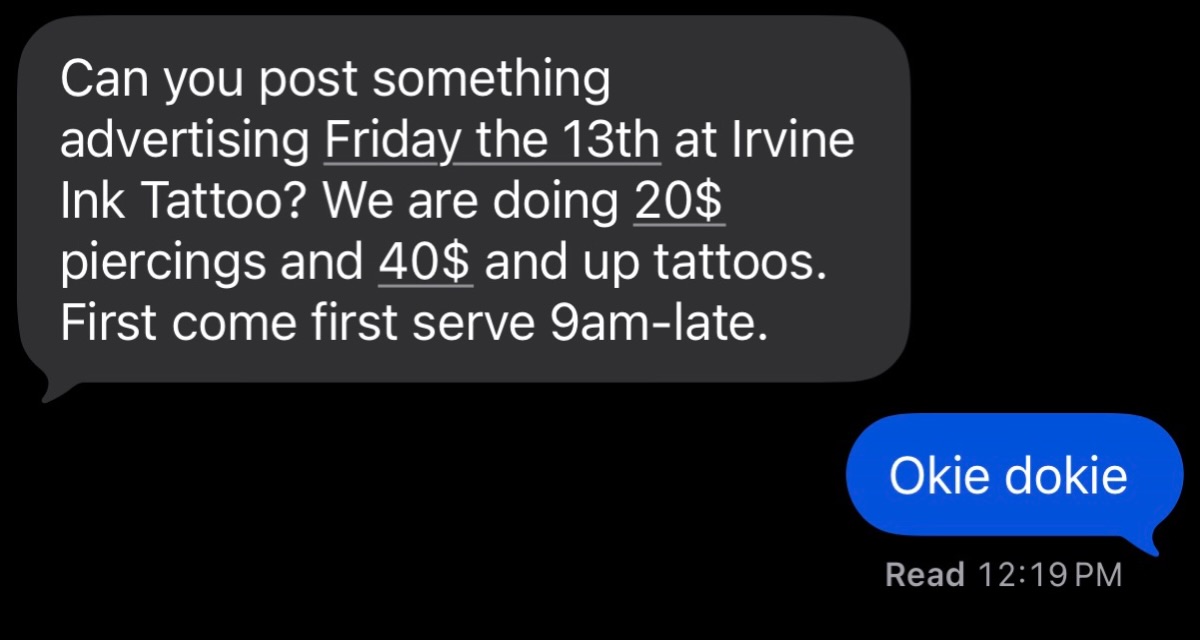 Can you post something
advertising Friday the 13th at Irvine
Ink Tattoo? We are doing 20$
piercings and 40$ and up tattoos.
First come first serve 9am-late.
Okie dokie
Read 12:19 PM